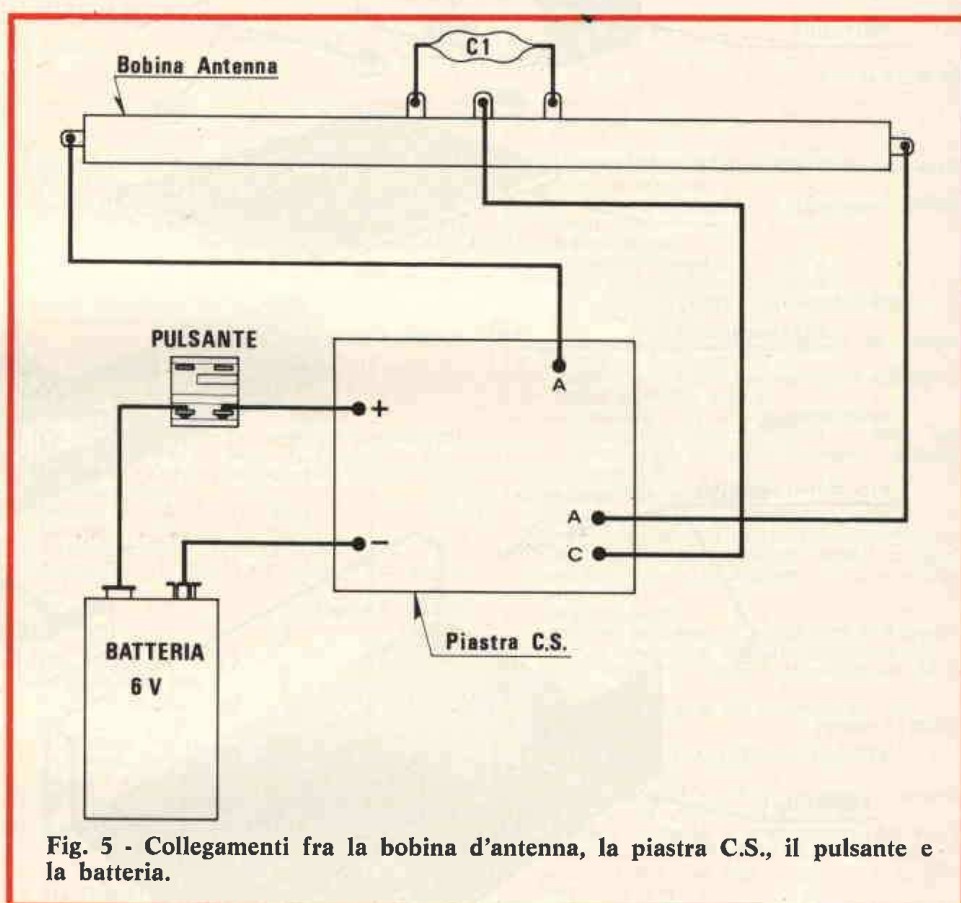 C1
Bobina Antenna
PULSANTE
A
+
A
−
C
BATTERIA
6 V
Piastra C.S.
Fig. 5 - Collegamenti fra la bobina d'antenna, la piastra C.S., il pulsante e
la batteria.